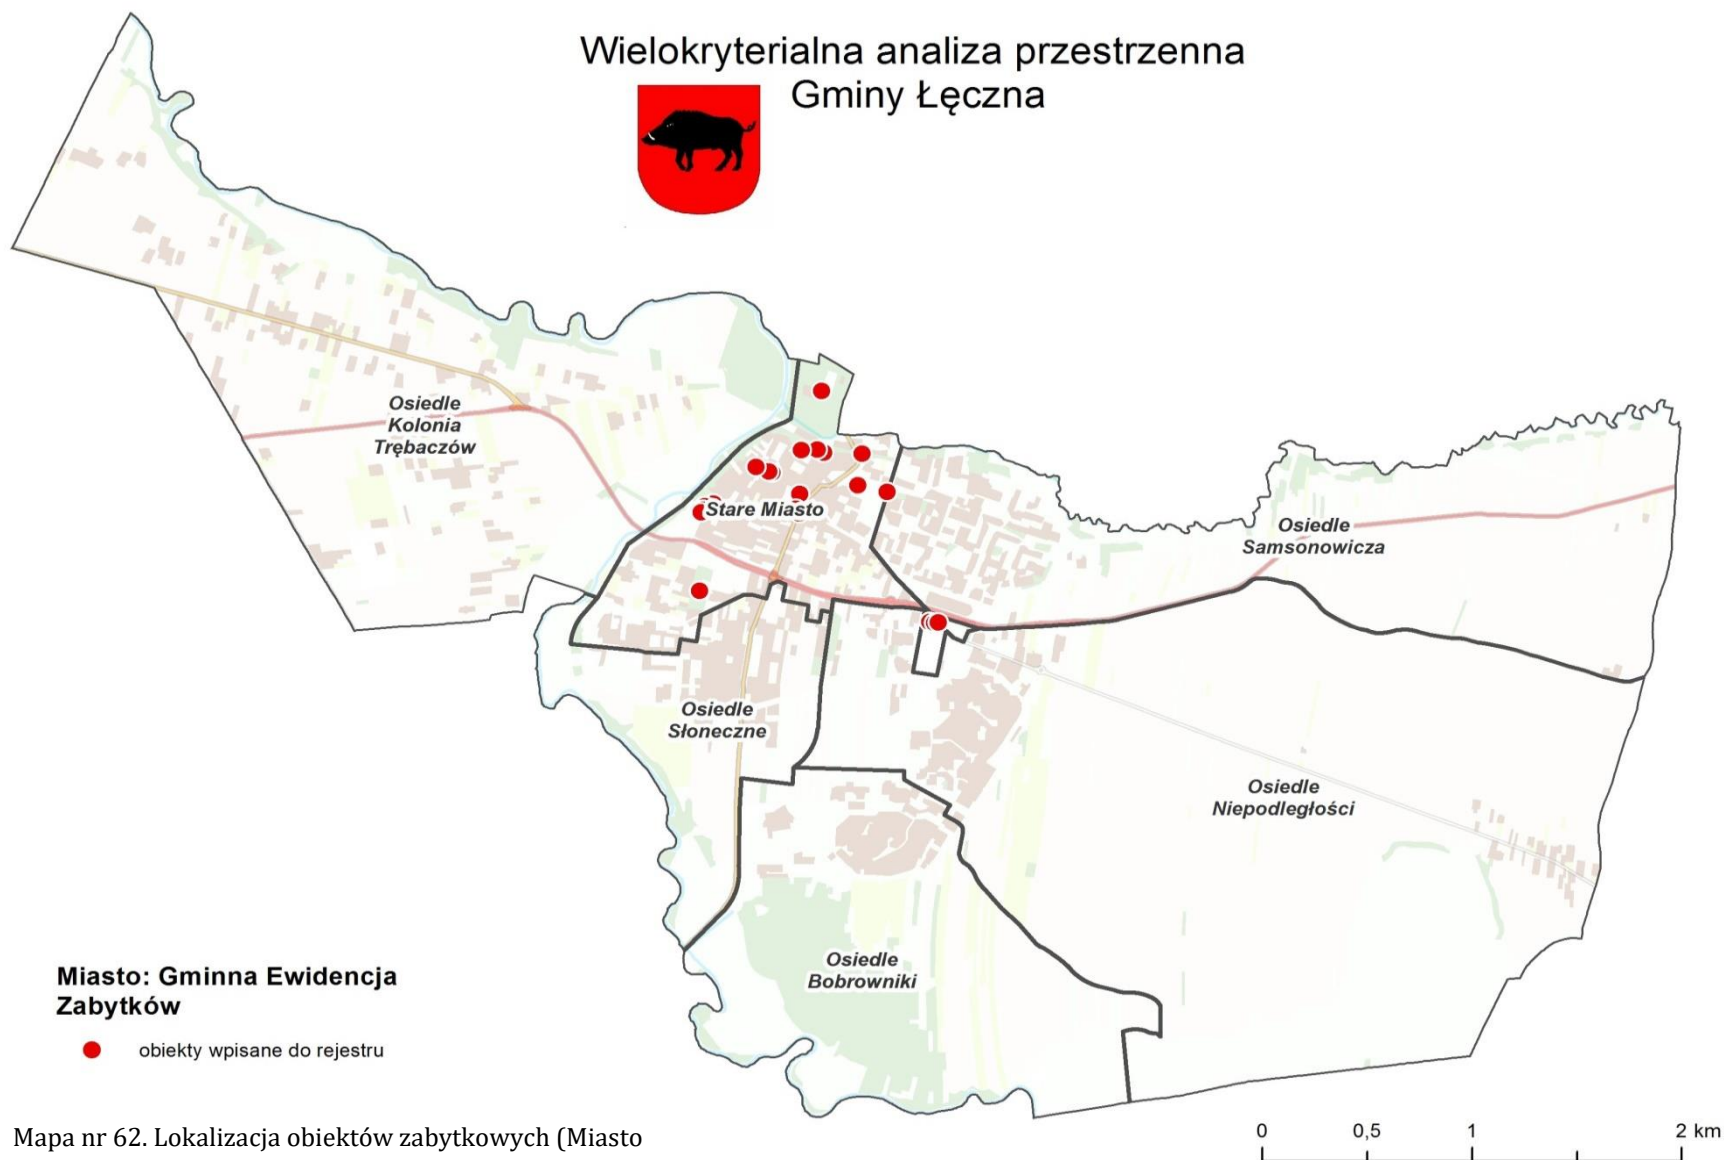 Wielokryterialna analiza przestrzenna
Gminy Łęczna
Osiedle
Kolonia
Trębaczów
Stare Miasto
Osiedle
Samsonowicza
Osiedle
Słoneczne
Osiedle
Niepodległości
Osiedle
Bobrowniki
Miasto: Gminna Ewidencja
Zabytków
obiekty wpisane do rejestru
Mapa nr 62. Lokalizacja obiektów zabytkowych (Miasto
0 0,5 1 2 km